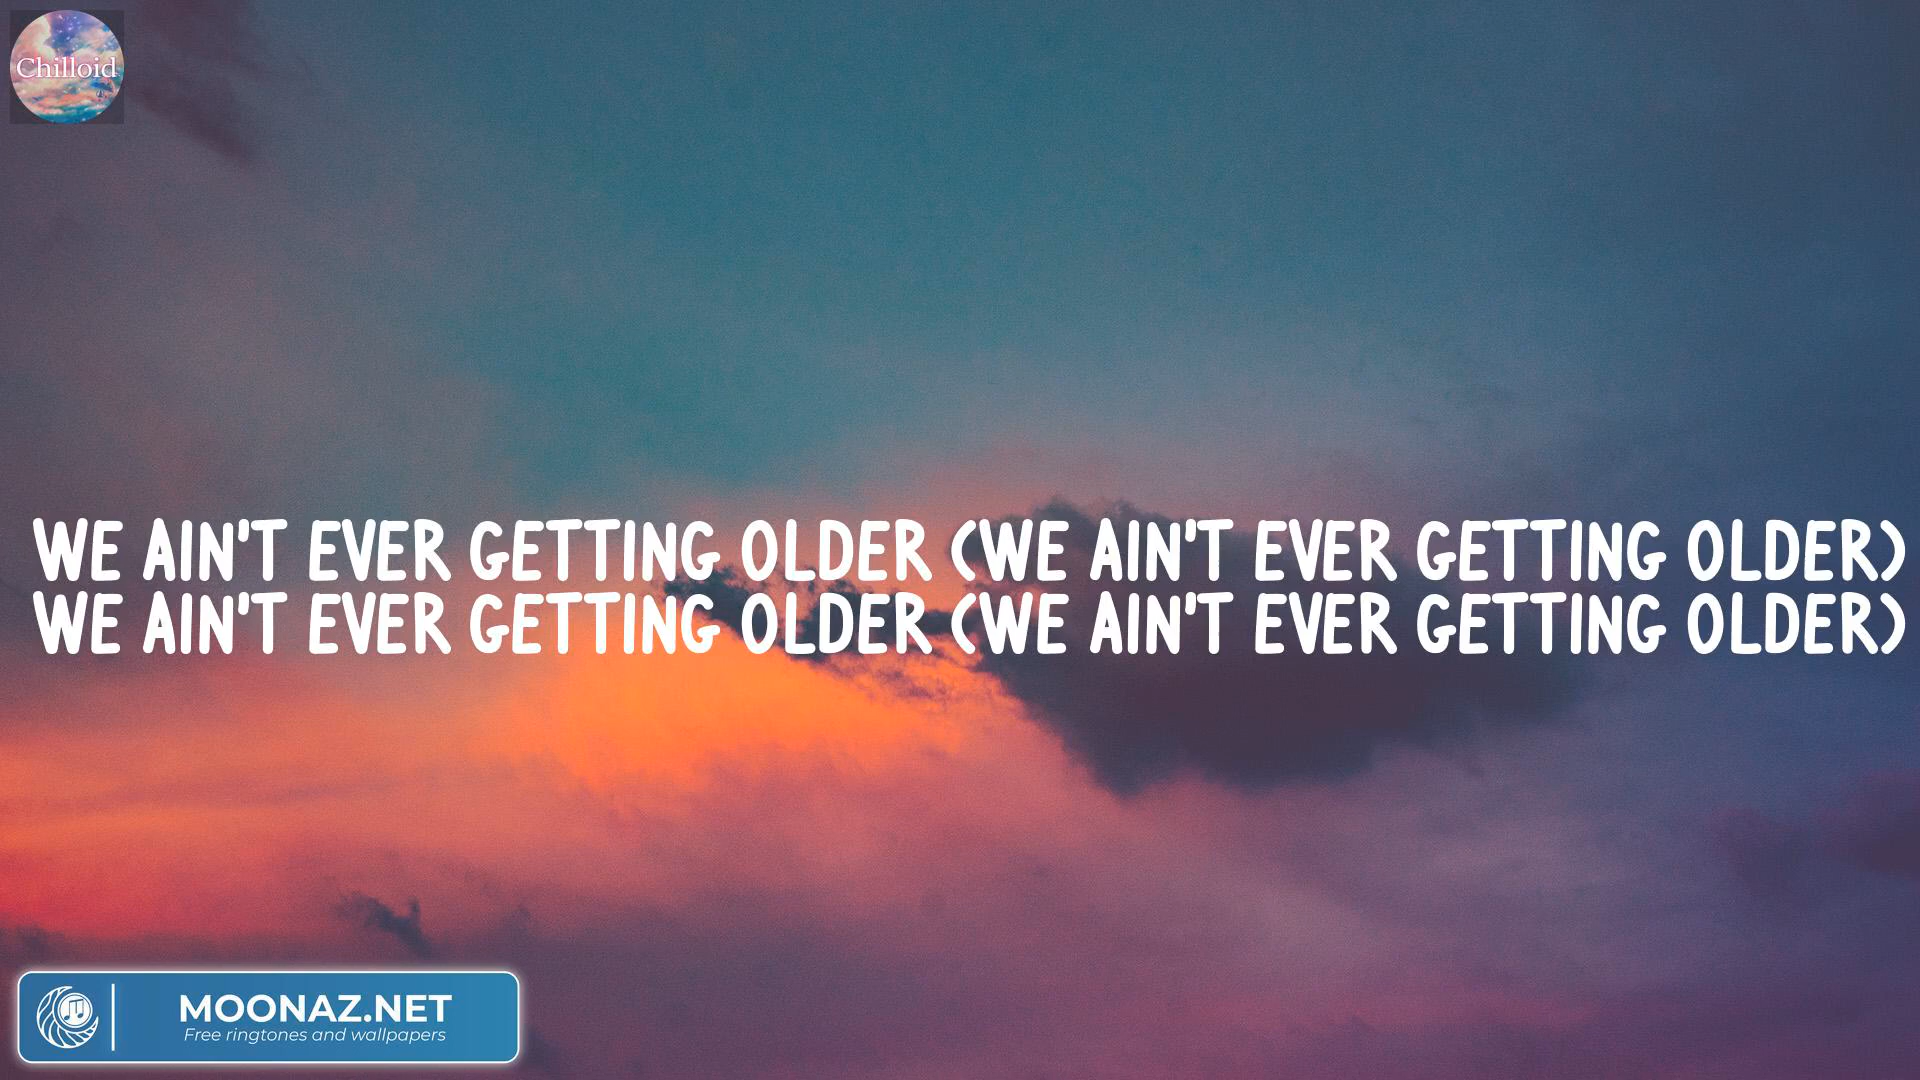 Chilloid
WE AIN'T EVER GETTING OLDER (WE AIN'T EVER GETTING OLDER)
WE AIN'T EVER GETTING OLDER (WE AIN'T EVER GETTING OLDER)
MOONAZ.NET
Free ringtones and wallpapers